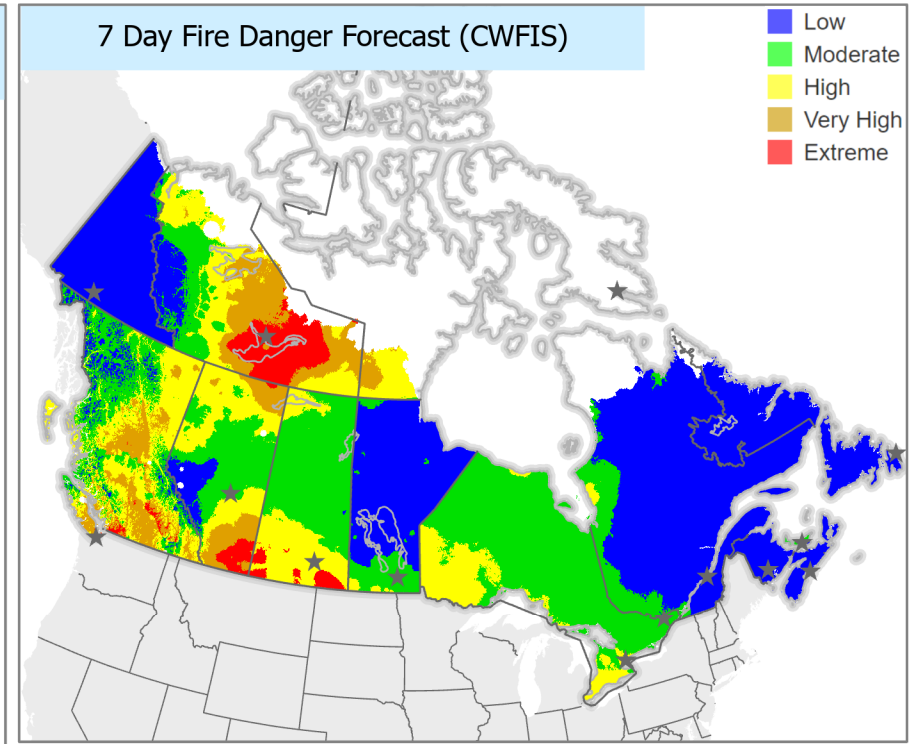 7 Day Fire Danger Forecast (CWFIS)
Low
Moderate
High
Very High
Extreme